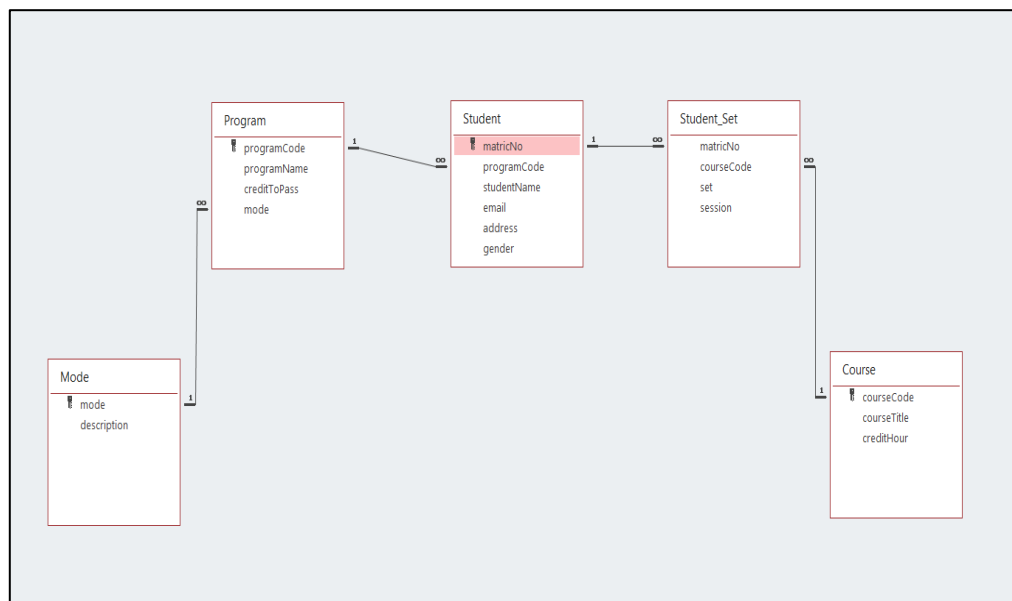 Program
programCode
programName
creditToPass
mode
1
∞
∞
Student
matricNo
programCode
studentName
email
address
gender
1
∞
Student_Set
matricNo
courseCode
set
session
∞
1
Mode
mode
description
1
Course
courseCode
courseTitle
creditHour